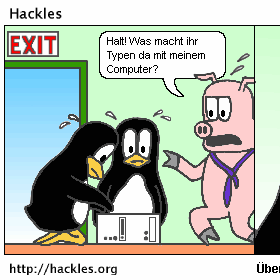 Hackles
EXIT
Halt! Was macht ihr
Typen da mit meinem
Computer?
http://hackles.org
Über